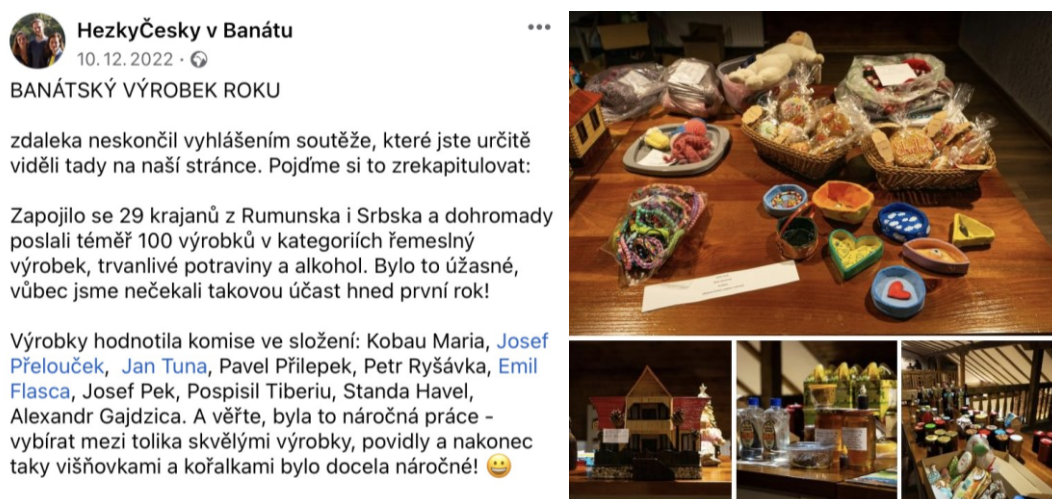 HezkyČesky v Banátu
10. 12. 2022 ·
BANÁTSKÝ VÝROBEK ROKU
zdaleka neskončil vyhlášením soutěže, které jste určitě
viděli tady na naší stránce. Pojďme si to zrekapitulovat:
Zapojilo se 29 krajanů z Rumunska i Srbska a dohromady
poslali téměř 100 výrobků v kategoriích řemeslný
výrobek, trvanlivé potraviny a alkohol. Bylo to úžasné,
vůbec jsme nečekali takovou účast hned první rok!
Výrobky hodnotila komise ve složení: Kobau Maria, Josef
Přelouček, Jan Tuna, Pavel Přilepek, Petr Ryšávka, Emil
Flasca, Josef Pek, Pospisil Tiberiu, Standa Havel,
Alexandr Gajdzica. A věřte, byla to náročná práce -
vybírat mezi tolika skvělými výrobky, povidly a nakonec
taky višňovkami a kořalkami bylo docela náročné! 😀